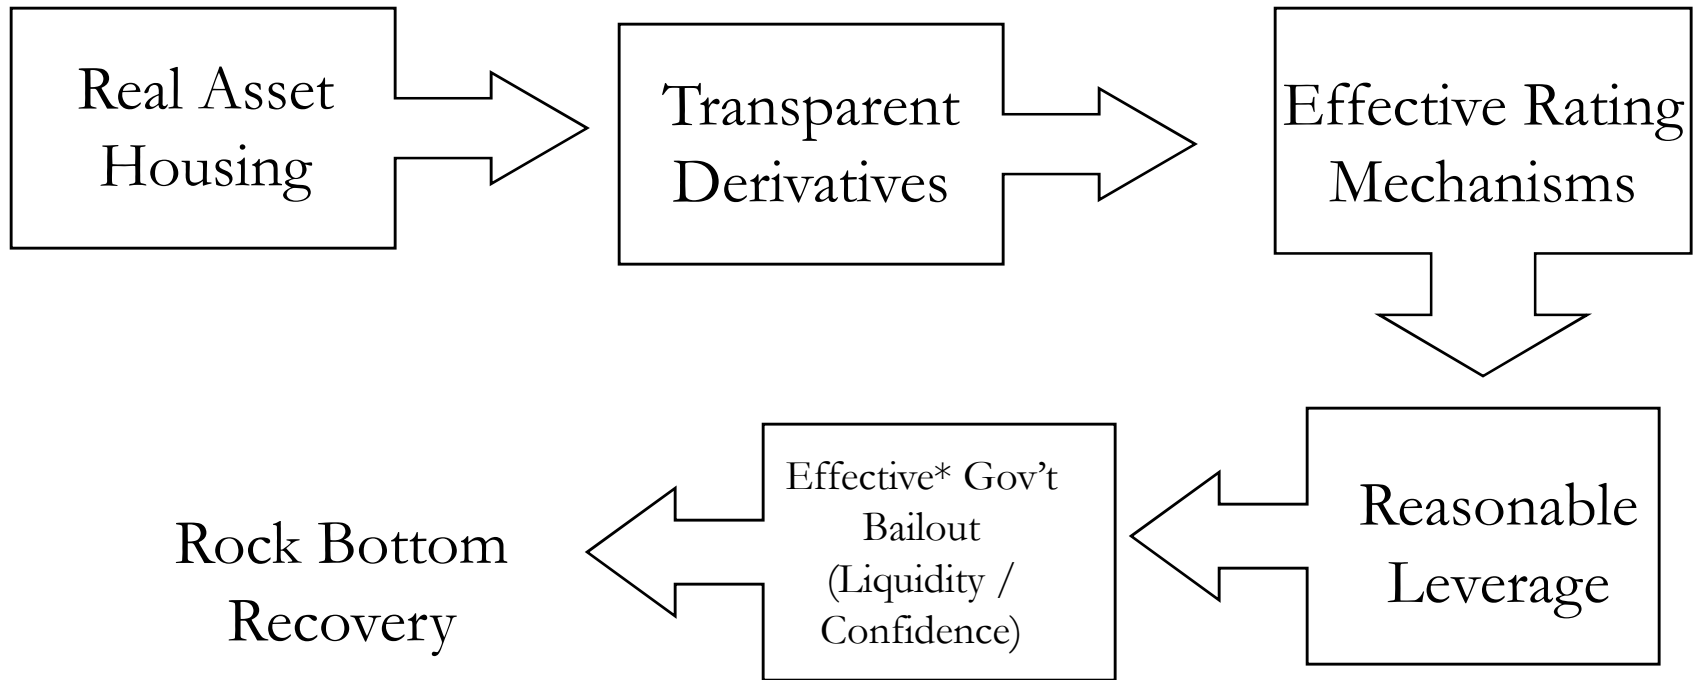 Real Asset
Housing
Transparent
Derivatives
Effective Rating
Mechanisms
Reasonable
Leverage
Effective* Gov’t
Bailout
(Liquidity /
Confidence)
Rock Bottom
Recovery